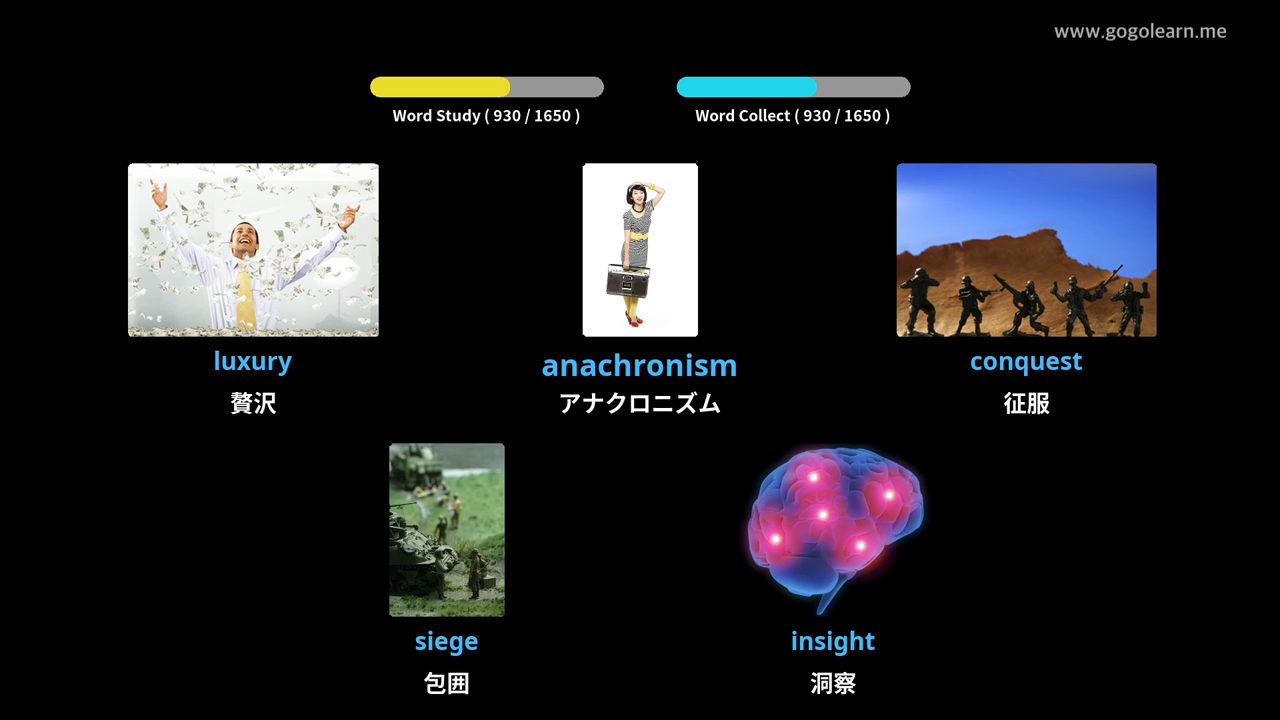 www.gogolearn.me
Word Study ( 930 / 1650 )
Word Collect ( 930 / 1650 )
luxury
贅沢
anachronism
アナクロニズム
conquest
征服
siege
包囲
insight
洞察